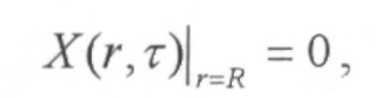 X(r,τ)|_{r=R} = 0,